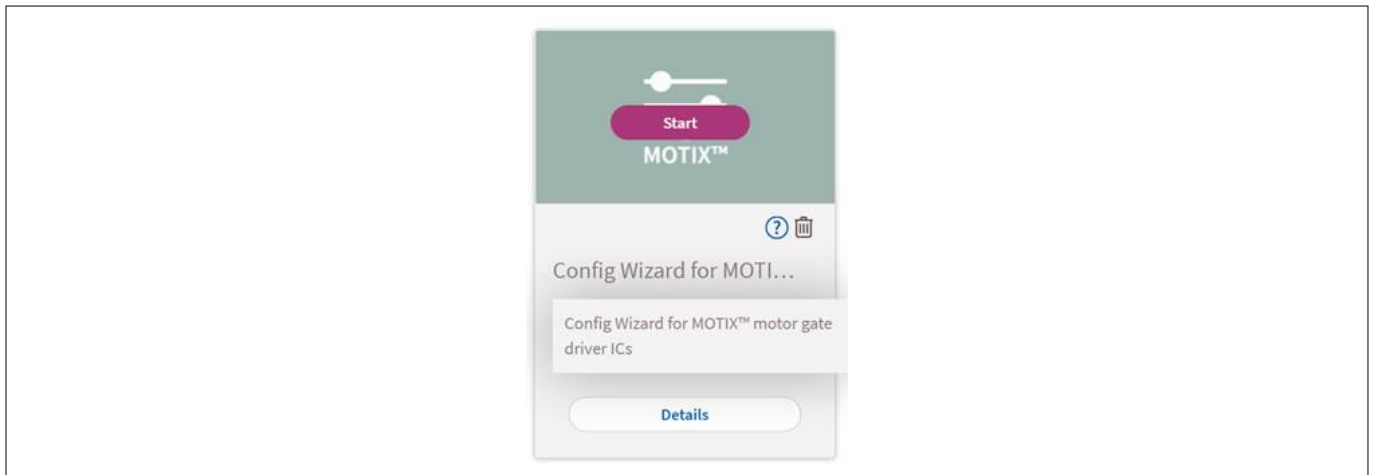 Start
MOTIX™
?
Config Wizard for MOTI...
Config Wizard for MOTIX™ motor gate
driver ICs
Details